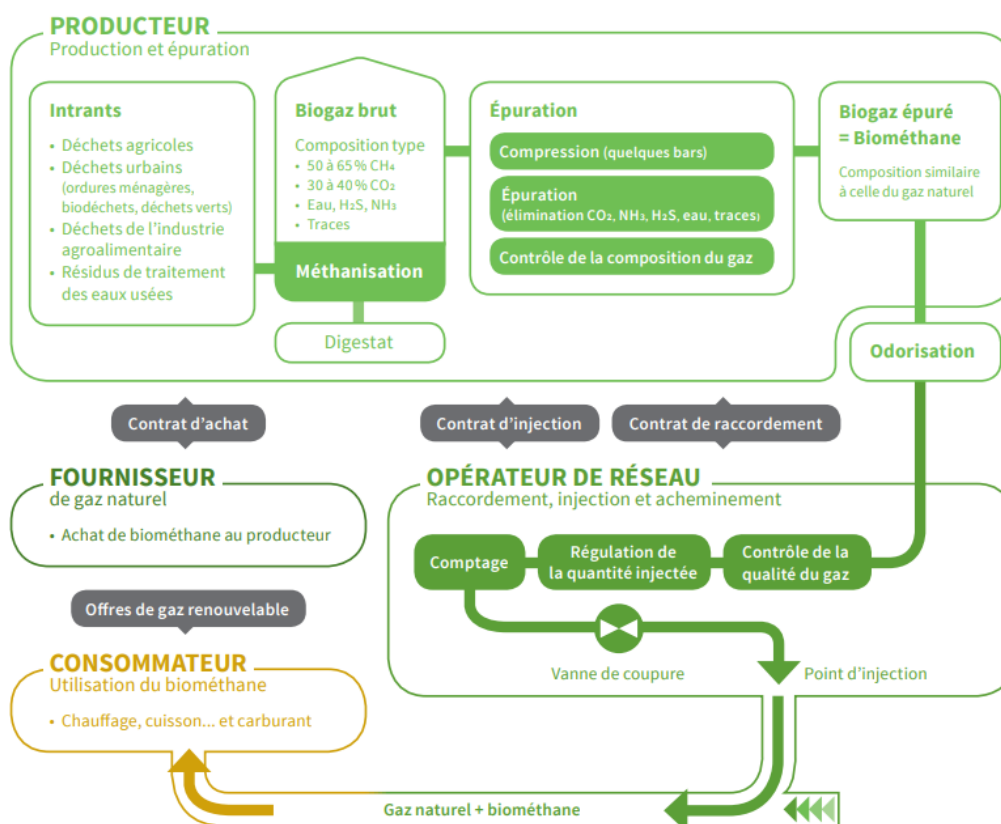 PRODUCTEUR
Production et épuration
Intrants
• Déchets agricoles
• Déchets urbains
(ordures ménagères,
biodéchets, déchets verts)
• Déchets de l'industrie
agroalimentaire
• Résidus de traitement
des eaux usées
Biogaz brut
Composition type
• 50 à 65 % CH₄
• 30 à 40 % CO₂
• Eau, H₂S, NH₃
• Traces
Méthanisation
Digestat
Épuration
Compression (quelques bars)
Épuration
(élimination CO₂, NH₃, H₂S, eau, traces)
Contrôle de la composition du gaz
Biogaz épuré
= Biométhane
Composition similaire
à celle du gaz naturel
Odorisation
Contrat d'achat
Contrat d'injection
Contrat de raccordement
FOURNISSEUR
de gaz naturel
• Achat de biométhane au producteur
OPÉRATEUR DE RÉSEAU
Raccordement, injection et acheminement
Comptage
Régulation de
la quantité injectée
Contrôle de la
qualité du gaz
Vanne de coupure
Point d'injection
Offres de gaz renouvelable
CONSOMMATEUR
Utilisation du biométhane
• Chauffage, cuisson... et carburant
Gaz naturel + biométhane